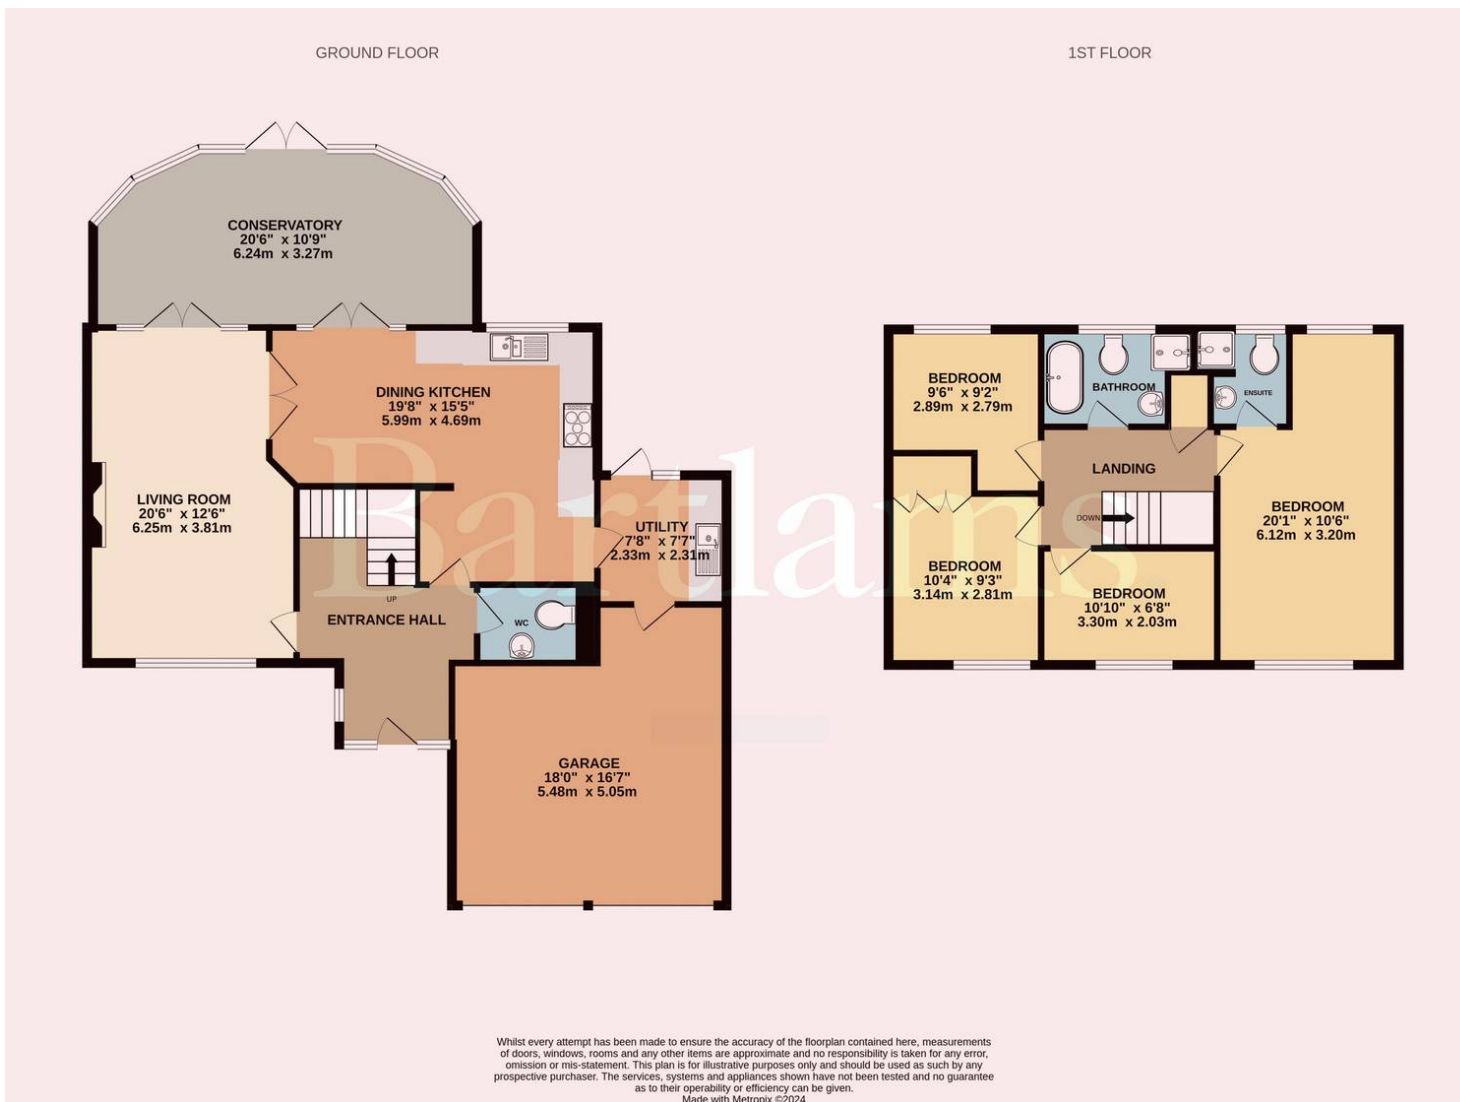 GROUND FLOOR
1ST FLOOR
CONSERVATORY
20'6" x 10'9"
6.24m x 3.27m
DINING KITCHEN
19'8" x 15'5"
5.99m x 4.69m
LIVING ROOM
20'6" x 12'6"
6.25m x 3.81m
UTILITY
7'8" x 7'7"
2.33m x 2.31m
UP
ENTRANCE HALL
WC
GARAGE
18'0" x 16'7"
5.48m x 5.05m
BEDROOM
9'6" x 9'2"
2.89m x 2.79m
BATHROOM
ENSUITE
LANDING
DOWN
BEDROOM
20'1" x 10'6"
6.12m x 3.20m
BEDROOM
10'4" x 9'3"
3.14m x 2.81m
BEDROOM
10'10" x 6'8"
3.30m x 2.03m
Bartlams
Whilst every attempt has been made to ensure the accuracy of the floorplan contained here, measurements
of doors, windows, rooms and any other items are approximate and no responsibility is taken for any error,
omission or mis-statement. This plan is for illustrative purposes only and should be used as such by any
prospective purchaser. The services, systems and appliances shown have not been tested and no guarantee
as to their operability or efficiency can be given.
Made with Metropix ©2024